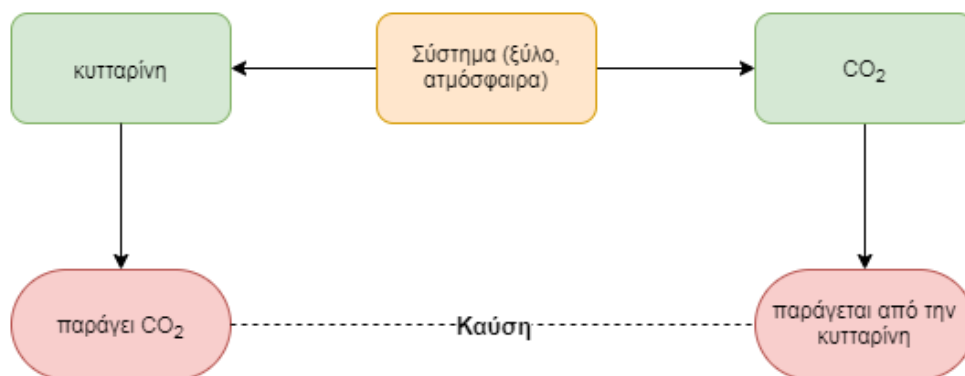 κυτταρίνη
Σύστημα (ξύλο,
ατμόσφαιρα)
CO₂
παράγει CO₂
Καύση
παράγεται από την
κυτταρίνη